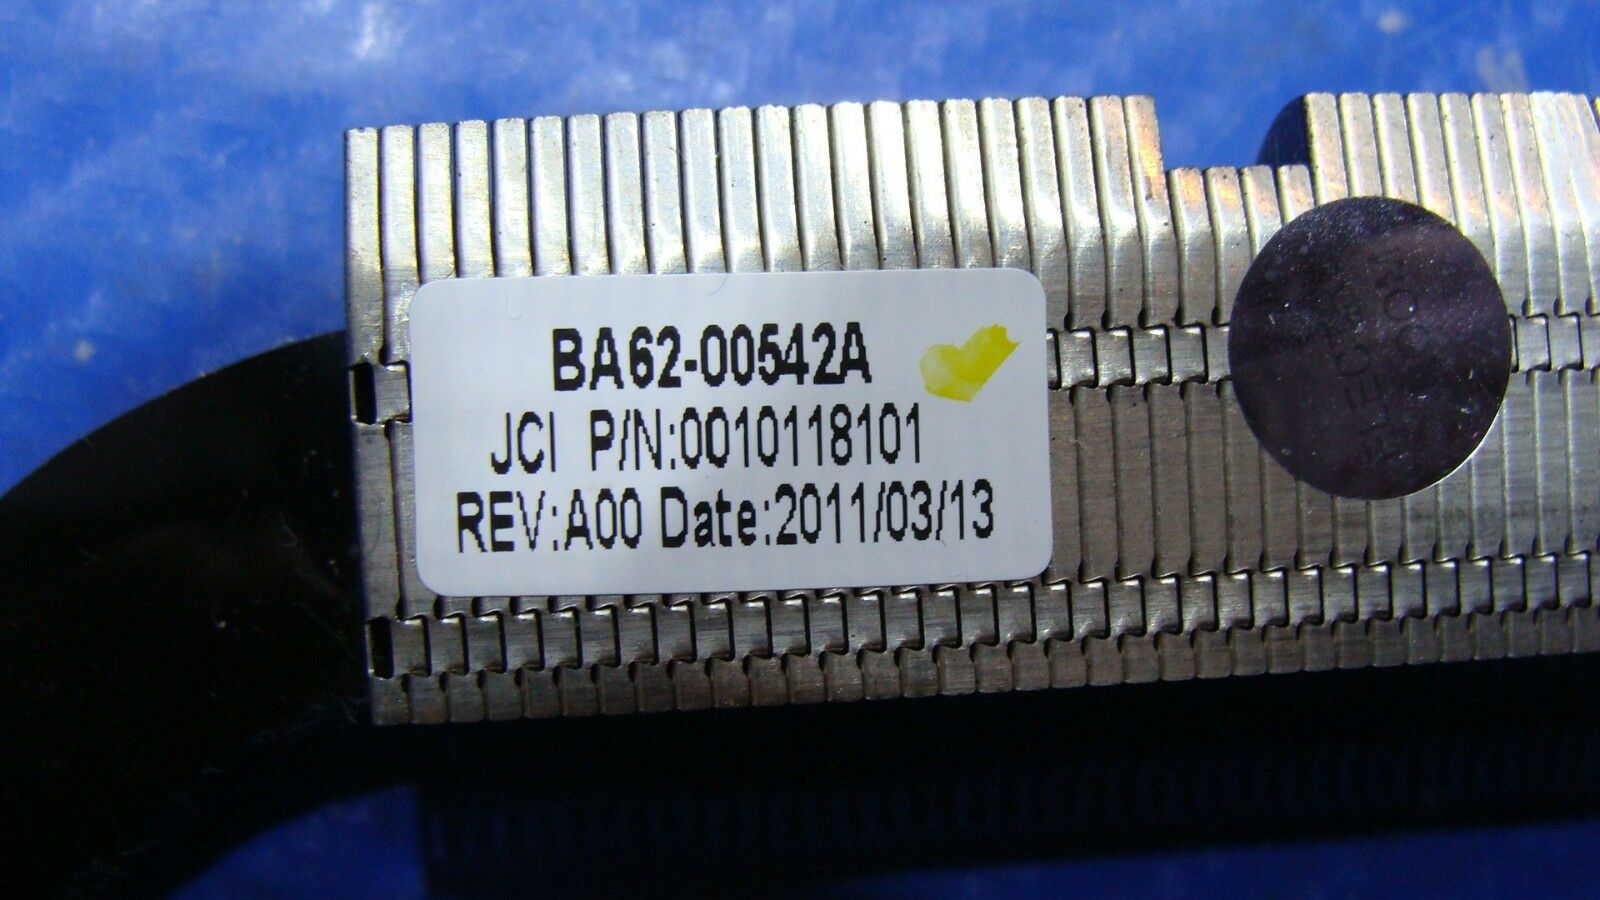 BA62-00542A
JCI P/N:0010118101
REV:A00 Date:2011/03/13